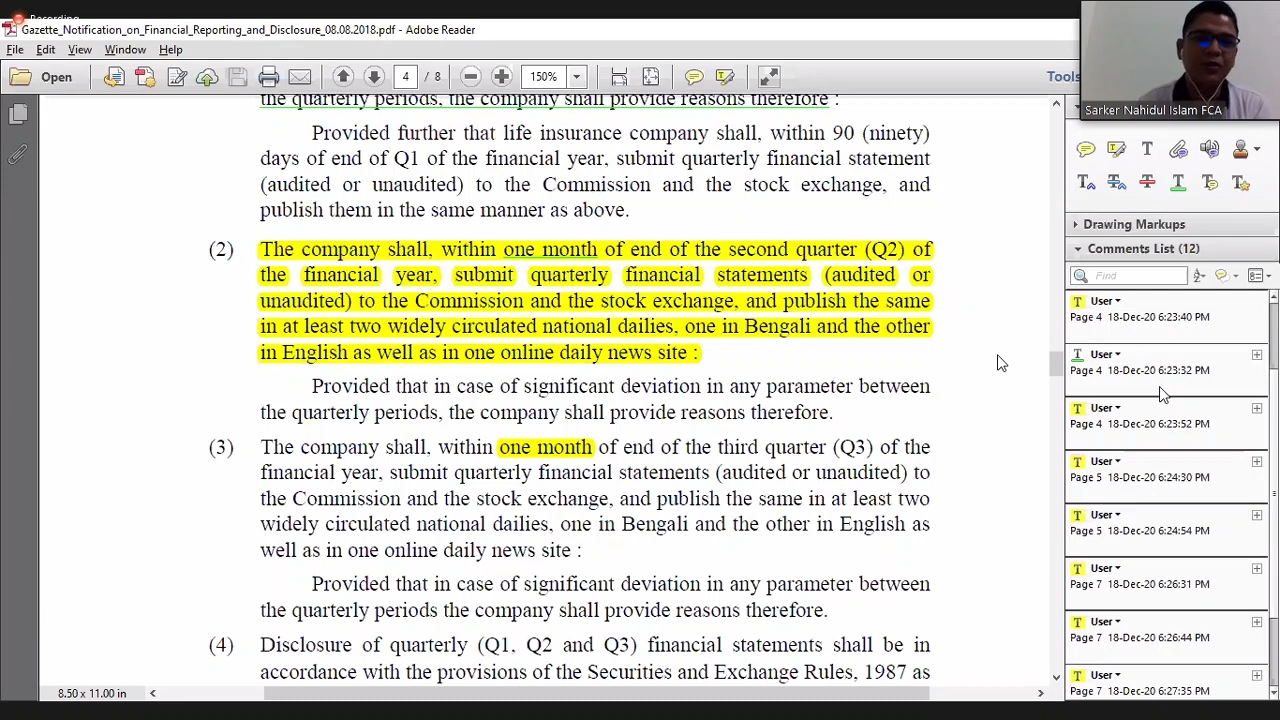 Recording
Gazette_Notification_on_Financial_Reporting_and_Disclosure_08.08.2018.pdf - Adobe Reader
File Edit View Window Help
Open 4 / 8 150% Tools
Sarker Nahidul Islam FCA
the quarterly periods, the company shall provide reasons therefore :
Provided further that life insurance company shall, within 90 (ninety)
days of end of Q1 of the financial year, submit quarterly financial statement
(audited or unaudited) to the Commission and the stock exchange, and
publish them in the same manner as above.
(2) The company shall, within one month of end of the second quarter (Q2) of
the financial year, submit quarterly financial statements (audited or
unaudited) to the Commission and the stock exchange, and publish the same
in at least two widely circulated national dailies, one in Bengali and the other
in English as well as in one online daily news site :
Provided that in case of significant deviation in any parameter between
the quarterly periods, the company shall provide reasons therefore.
(3) The company shall, within one month of end of the third quarter (Q3) of the
financial year, submit quarterly financial statements (audited or unaudited) to
the Commission and the stock exchange, and publish the same in at least two
widely circulated national dailies, one in Bengali and the other in English as
well as in one online daily news site :
Provided that in case of significant deviation in any parameter between
the quarterly periods the company shall provide reasons therefore.
(4) Disclosure of quarterly (Q1, Q2 and Q3) financial statements shall be in
accordance with the provisions of the Securities and Exchange Rules, 1987 as
8.50 x 11.00 in
Drawing Markups
Comments List (12)
Find
User
Page 4 18-Dec-20 6:23:40 PM
User
Page 4 18-Dec-20 6:23:32 PM
User
Page 4 18-Dec-20 6:23:52 PM
User
Page 5 18-Dec-20 6:24:30 PM
User
Page 5 18-Dec-20 6:24:54 PM
User
Page 7 18-Dec-20 6:26:31 PM
User
Page 7 18-Dec-20 6:26:44 PM
User
Page 7 18-Dec-20 6:27:35 PM